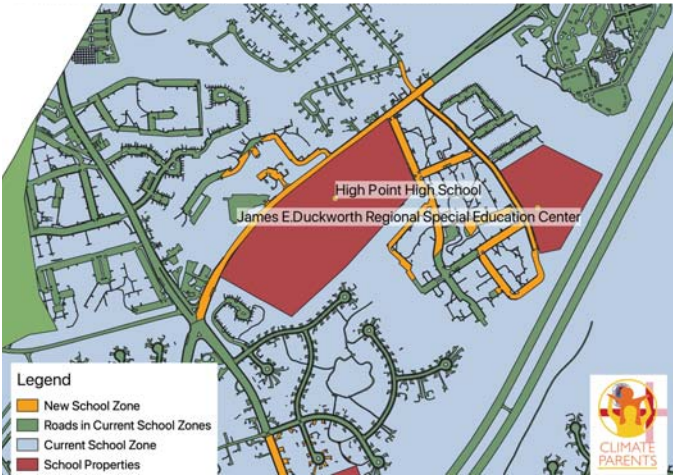 High Point High School
James E.Duckworth Regional Special Education Center
Legend
New School Zone
Roads in Current School Zones
Current School Zone
School Properties
CLIMATE
PARENTS